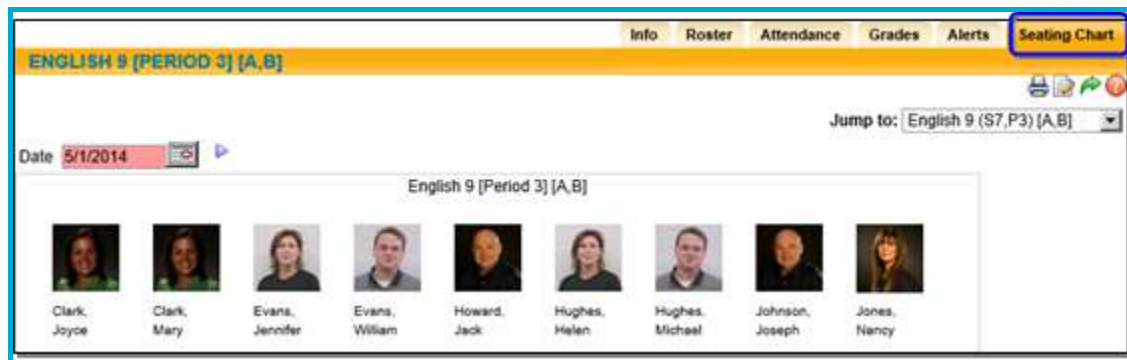 Info Roster Attendance Grades Alerts Seating Chart
ENGLISH 9 [PERIOD 3] [A,B]
Jump to: English 9 (S7,P3) [A,B]
Date 5/1/2014
English 9 [Period 3] [A,B]
Clark, Clark, Evans, Evans, Howard, Hughes, Hughes, Johnson, Jones,
Joyce Mary Jennifer William Jack Helen Michael Joseph Nancy